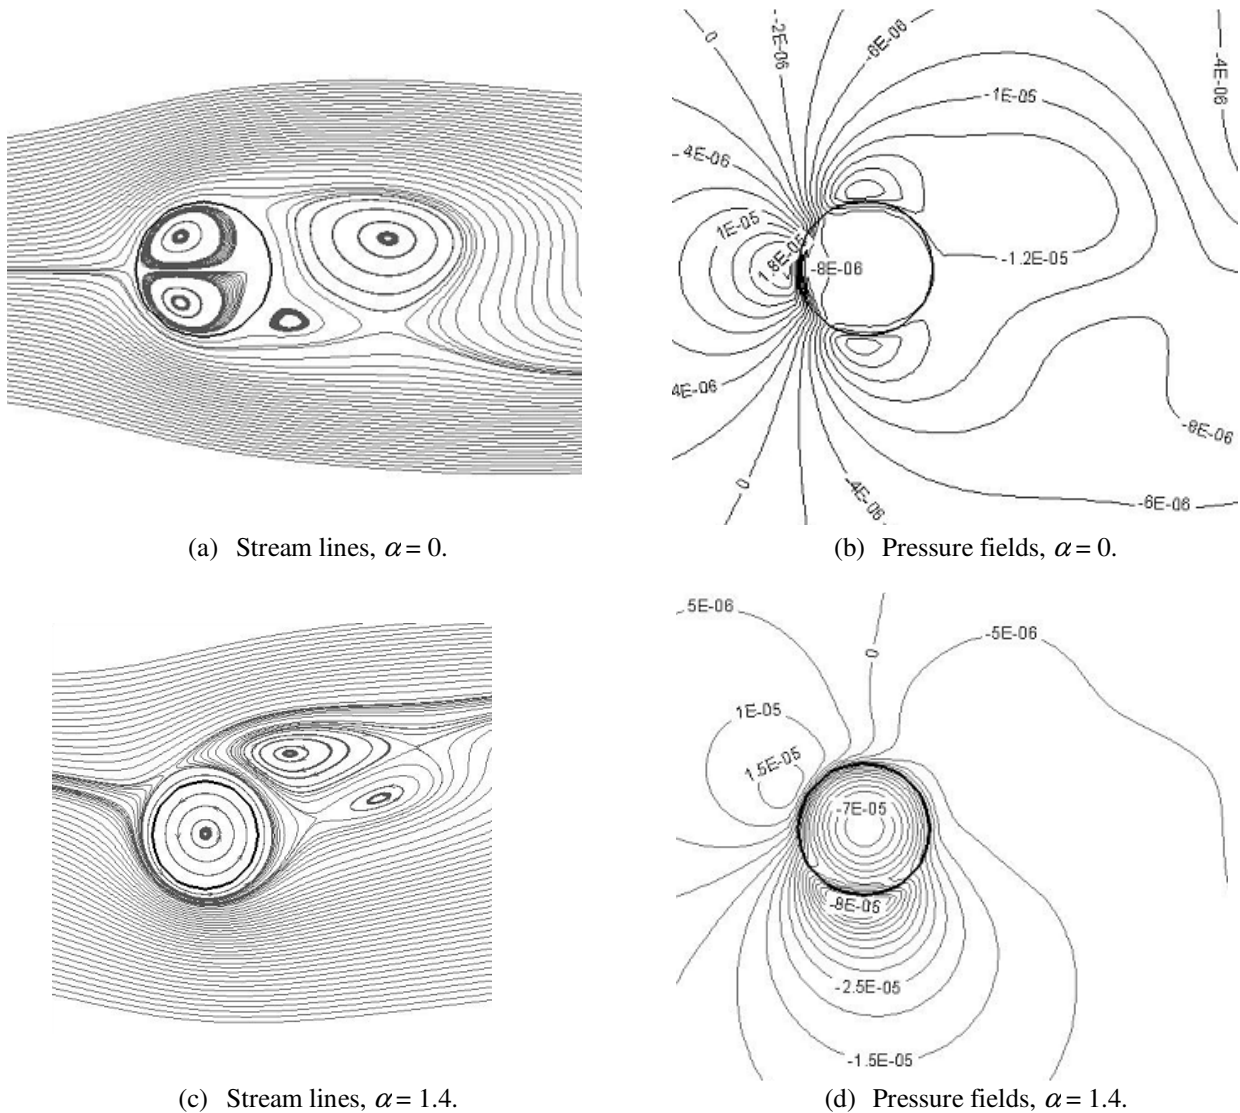 0
-2E-06
-6E-06
-4E-06
-1E-05
4E-06
1E-05
1.8E-05
-8E-06
-1.2E-05
4E-06
0
-4E-06
-6E-06
(a) Stream lines, α = 0.
(b) Pressure fields, α = 0.
5E-06
0
-5E-06
1E-05
1.5E-05
-7E-05
-8E-06
-2.5E-05
-1.5E-05
(c) Stream lines, α = 1.4.
(d) Pressure fields, α = 1.4.